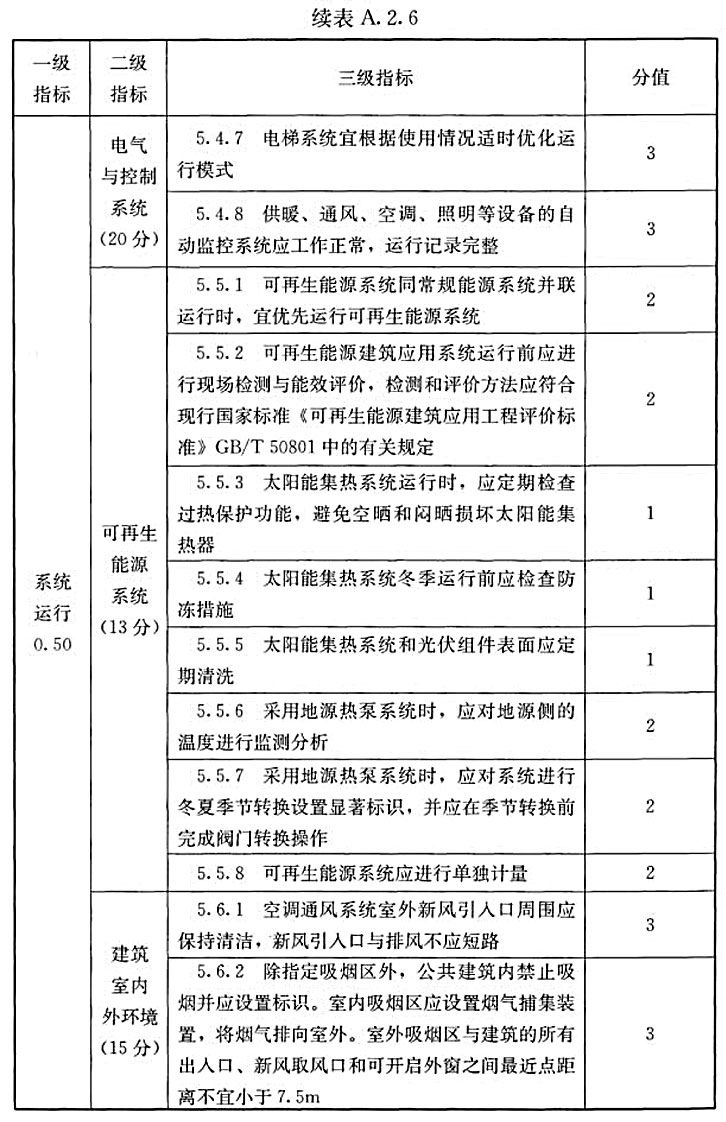 续表 A.2.6
一级
指标
二级
指标
三级指标
分值
系统
运行
0.50
电气
与控制
系统
(20分)
5.4.7 电梯系统宜根据使用情况适时优化运
行模式
3
5.4.8 供暖、通风、空调、照明等设备的自
动监控系统应工作正常，运行记录完整
3
可再生
能源
系统
(13分)
5.5.1 可再生能源系统同常规能源系统并联
运行时，宜优先运行可再生能源系统
2
5.5.2 可再生能源建筑应用系统运行前应进
行现场检测与能效评价，检测和评价方法应符合
现行国家标准《可再生能源建筑应用工程评价标
准》GB/T 50801中的有关规定
2
5.5.3 太阳能集热系统运行时，应定期检查
过热保护功能，避免空晒和闷晒损坏太阳能集
热器
1
5.5.4 太阳能集热系统冬季运行前应检查防
冻措施
1
5.5.5 太阳能集热系统和光伏组件表面应定
期清洗
1
5.5.6 采用地源热泵系统时，应对地源侧的
温度进行监测分析
2
5.5.7 采用地源热泵系统时，应对系统进行
冬夏季节转换设置显著标识，并应在季节转换前
完成阀门转换操作
2
5.5.8 可再生能源系统应进行单独计量
2
建筑
室内
外环境
(15分)
5.6.1 空调通风系统室外新风引入口周围应
保持清洁，新风引入口与排风不应短路
3
5.6.2 除指定吸烟区外，公共建筑内禁止吸
烟并应设置标识。室内吸烟区应设置烟气捕集装
置，将烟气排向室外。室外吸烟区与建筑的所有
出入口、新风取风口和可开启外窗之间最近点距
离不宜小于7.5m
3